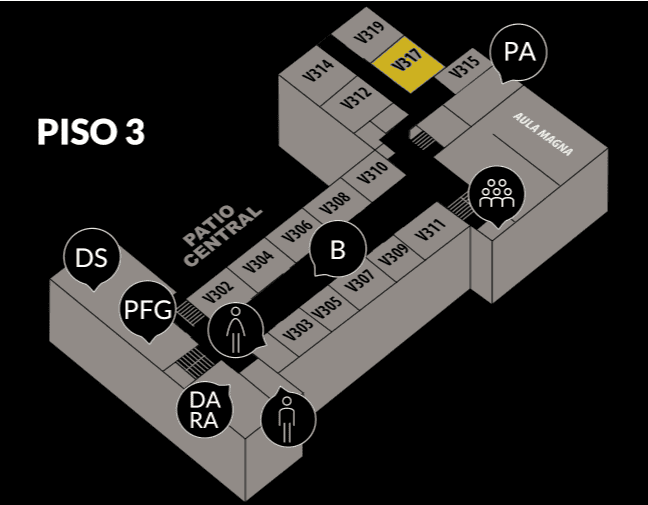 V319
V317
V315
PA
V314
V312
AULA MAGNA
PISO 3
V310
V308
V306
V304
V302
PATIO
CENTRAL
V311
V309
V307
V305
V303
B
DS
PFG
DA
RA